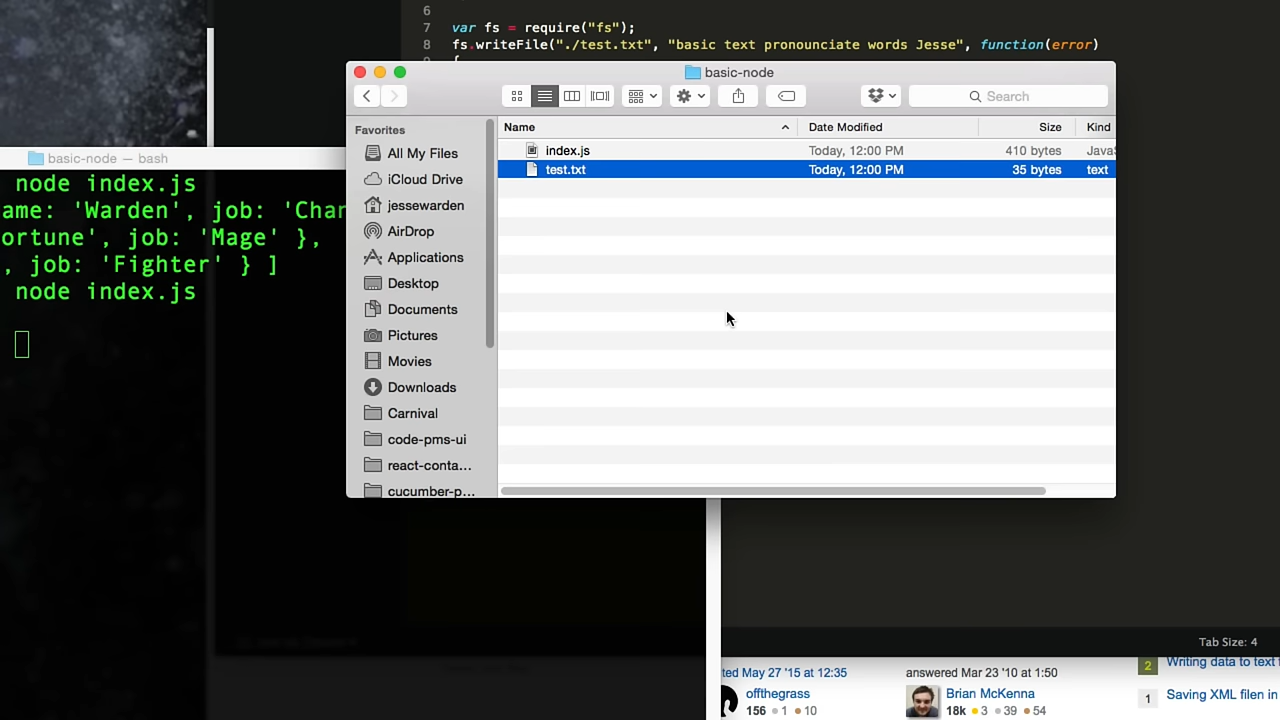 6
7 var fs = require("fs");
8 fs.writeFile("./test.txt", "basic text pronounciate words Jesse", function(error)
basic-node
Search
Favorites
All My Files
iCloud Drive
jessewarden
AirDrop
Applications
Desktop
Documents
Pictures
Movies
Downloads
Carnival
code-pms-ui
react-conta...
cucumber-p...
Name Date Modified Size Kind
index.js Today, 12:00 PM 410 bytes JavaS
test.txt Today, 12:00 PM 35 bytes text
basic-node — bash
node index.js
ame: 'Warden', job: 'Char
ortune', job: 'Mage' },
, job: 'Fighter' } ]
node index.js
Tab Size: 4
ted May 27 '15 at 12:35
offthegrass
156 1 10
answered Mar 23 '10 at 1:50
Brian McKenna
18k 3 39 54
2 Writing data to text f
1 Saving XML filen in